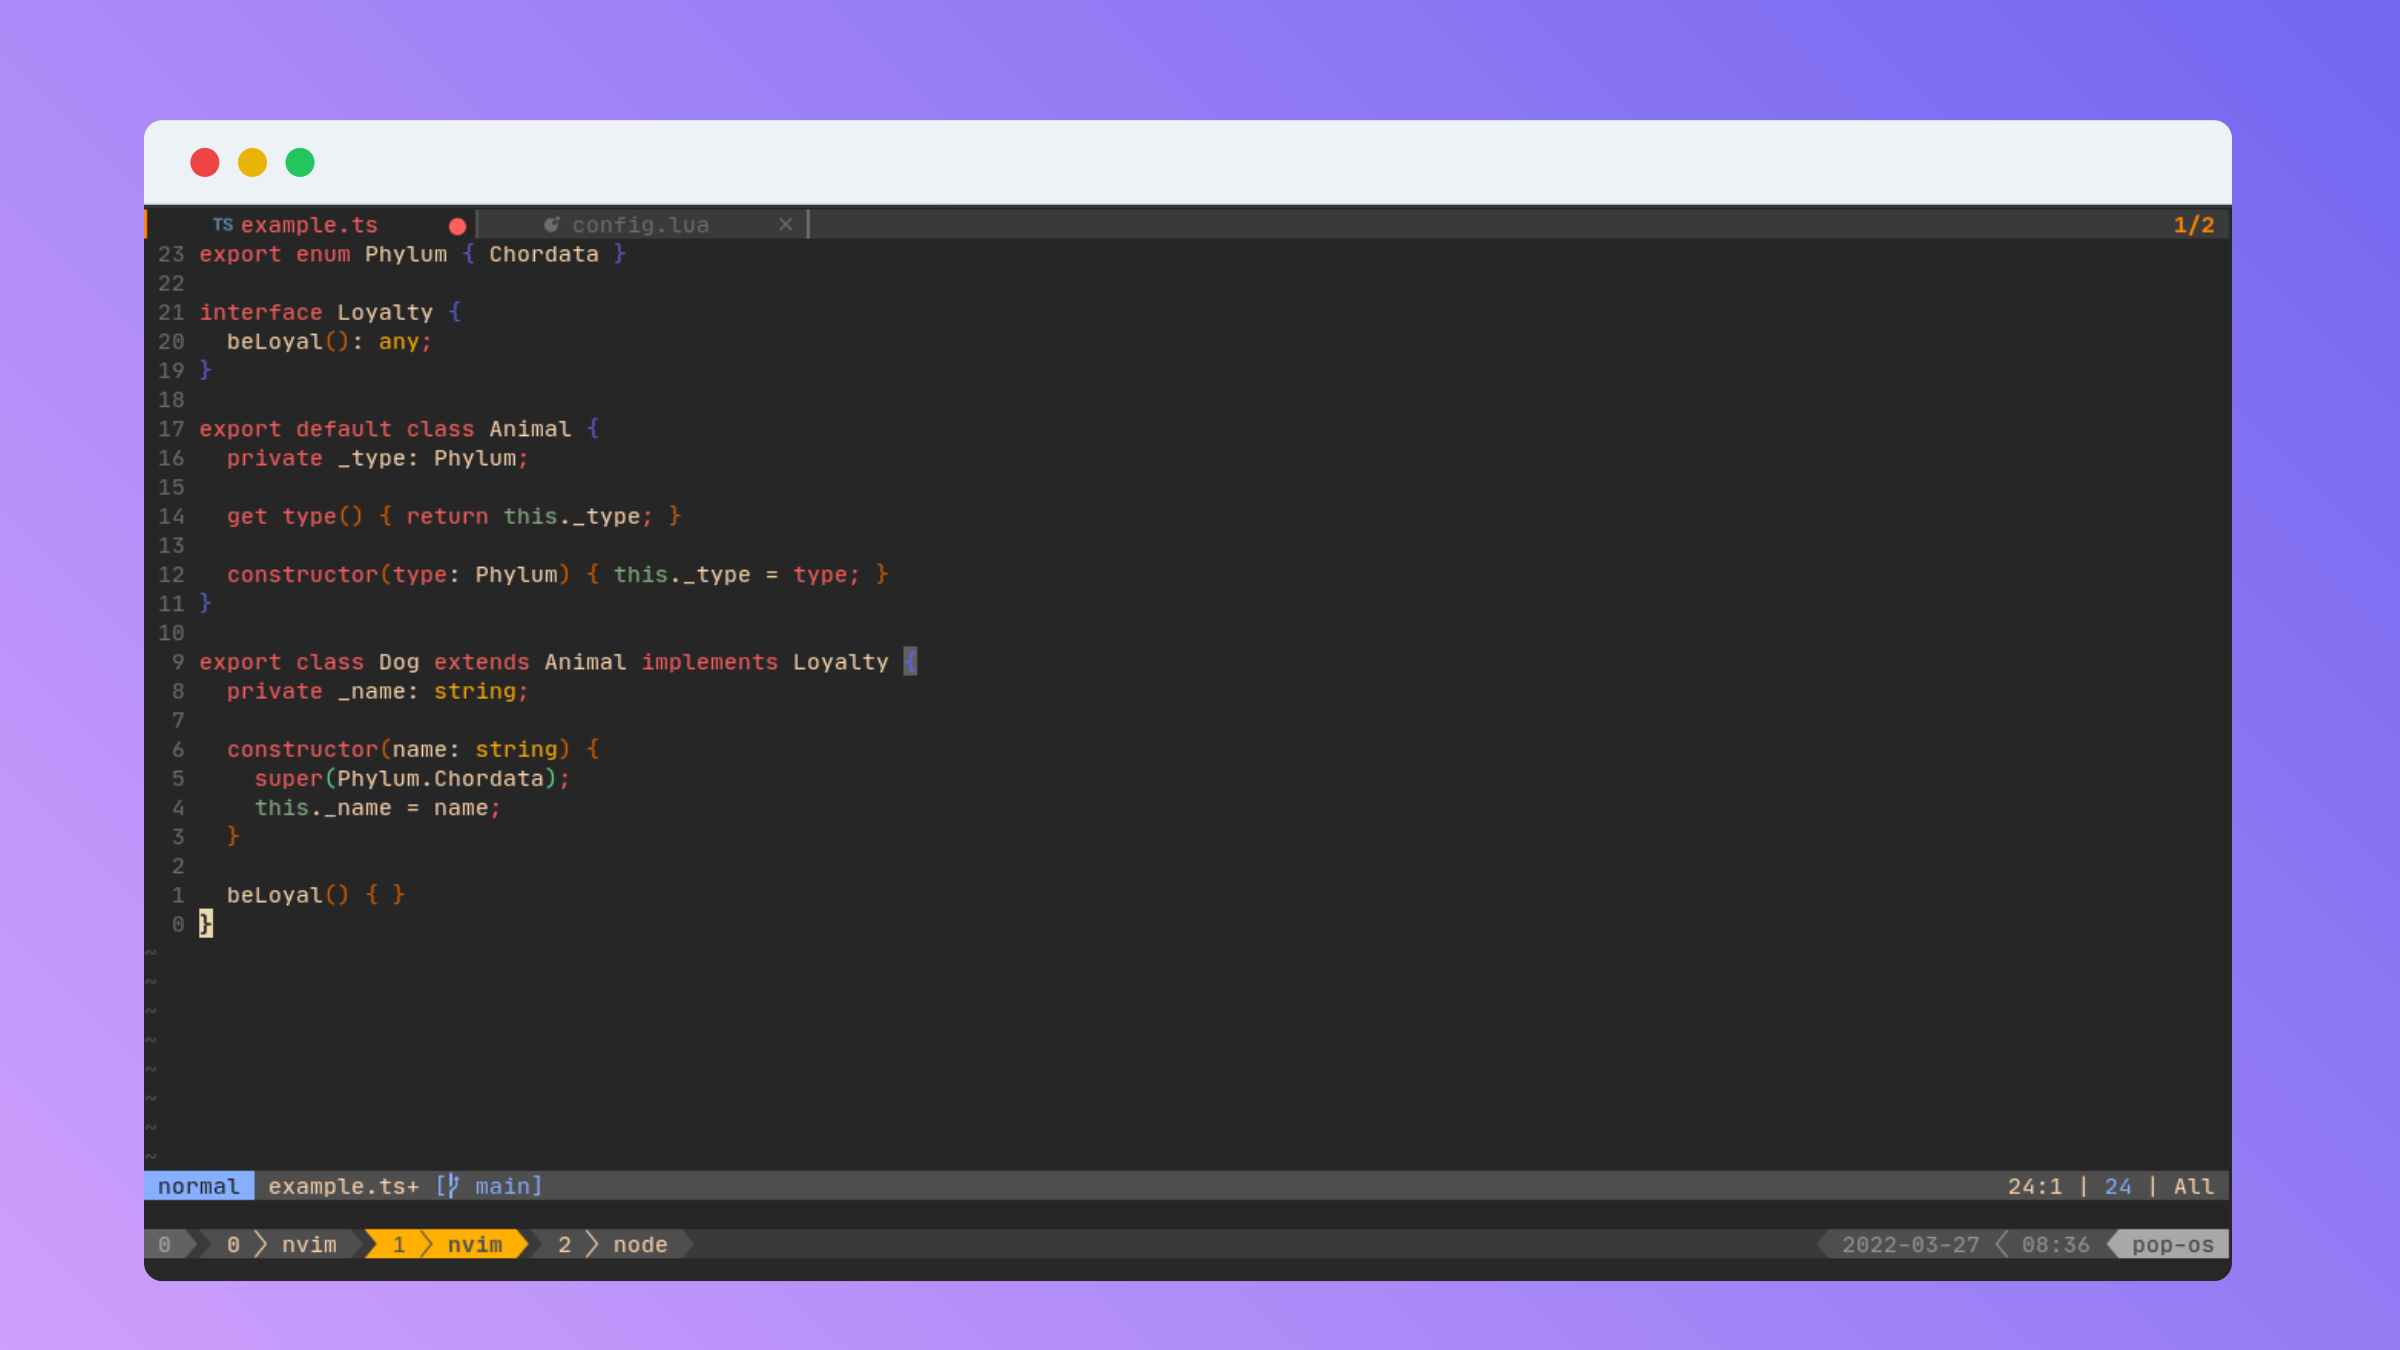 TS example.ts config.lua × 1/2
23 export enum Phylum { Chordata }
22
21 interface Loyalty {
20   beLoyal(): any;
19 }
18
17 export default class Animal {
16   private _type: Phylum;
15
14   get type() { return this._type; }
13
12   constructor(type: Phylum) { this._type = type; }
11 }
10
9 export class Dog extends Animal implements Loyalty {
8   private _name: string;
7
6   constructor(name: string) {
5     super(Phylum.Chordata);
4     this._name = name;
3   }
2
1   beLoyal() { }
0 }
~
~
~
~
~
~
~
~
normal example.ts+ [ main] 24:1 | 24 | All
0 0 nvim 1 nvim 2 node 2022-03-27 08:36 pop-os